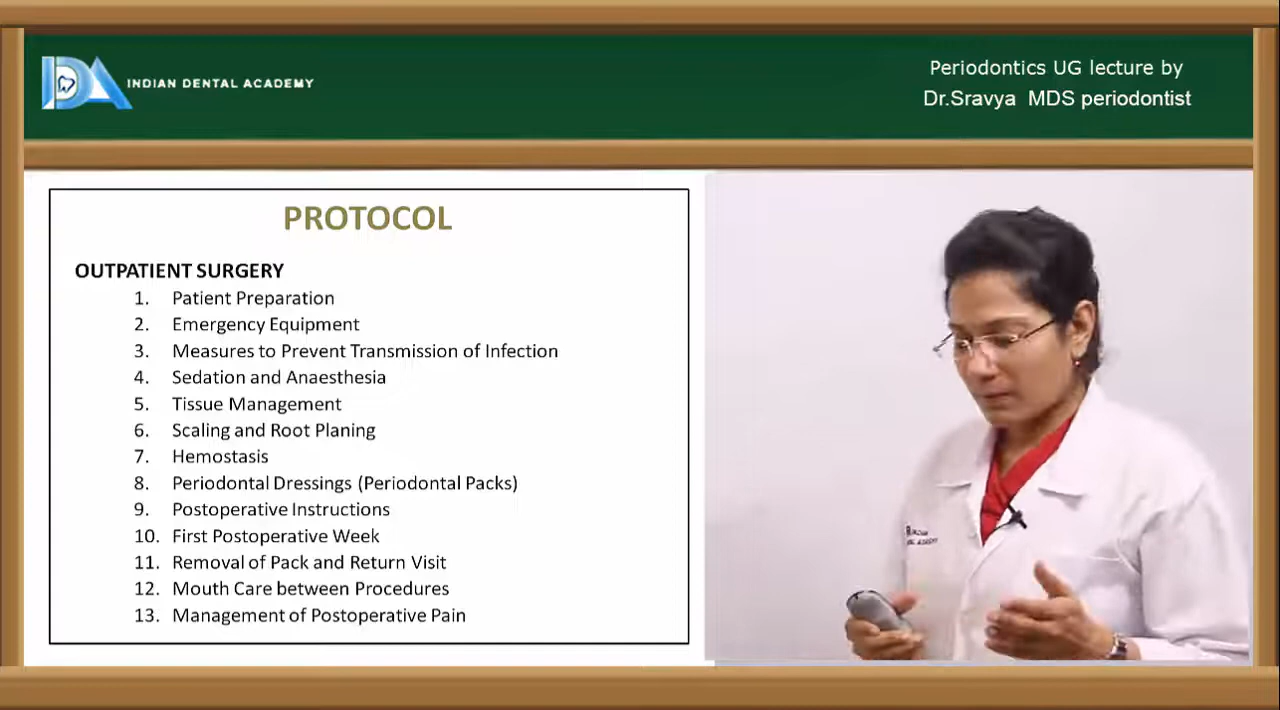 IDA
INDIAN DENTAL ACADEMY
Periodontics UG lecture by
Dr.Sravya MDS periodontist
PROTOCOL
OUTPATIENT SURGERY
1. Patient Preparation
2. Emergency Equipment
3. Measures to Prevent Transmission of Infection
4. Sedation and Anaesthesia
5. Tissue Management
6. Scaling and Root Planing
7. Hemostasis
8. Periodontal Dressings (Periodontal Packs)
9. Postoperative Instructions
10. First Postoperative Week
11. Removal of Pack and Return Visit
12. Mouth Care between Procedures
13. Management of Postoperative Pain